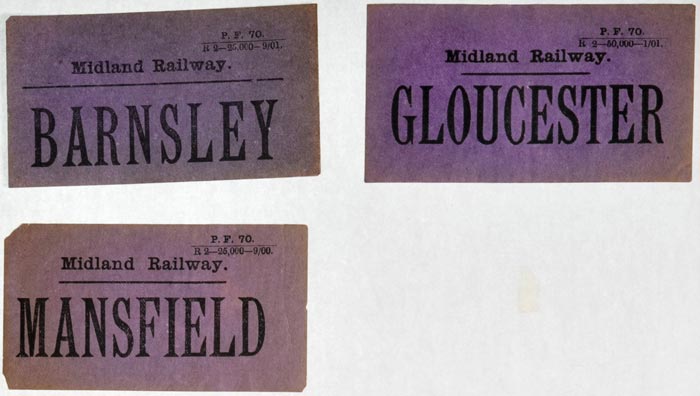 P. F. 70.
R 2—25,000—9/01.
Midland Railway.
BARNSLEY
P. F. 70.
R 2—50,000—1/01.
Midland Railway.
GLOUCESTER
P. F. 70.
R 2—25,000—9/00.
Midland Railway.
MANSFIELD